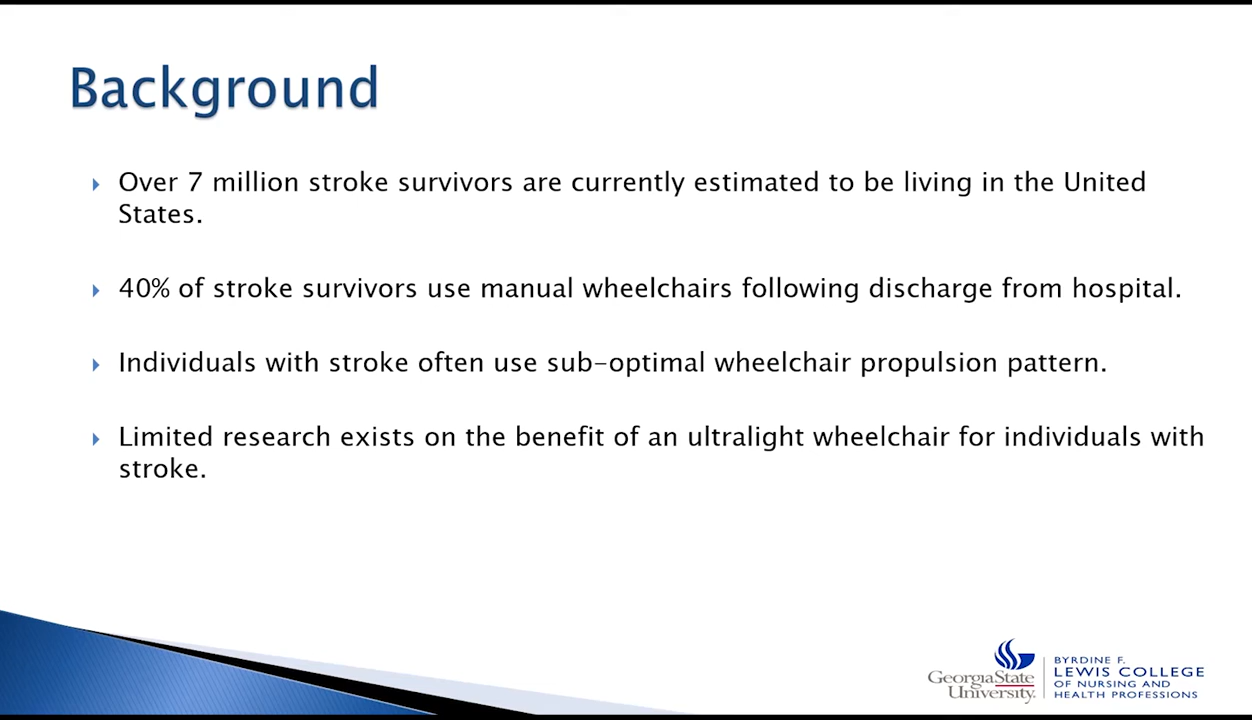 Background
Over 7 million stroke survivors are currently estimated to be living in the United
States.
40% of stroke survivors use manual wheelchairs following discharge from hospital.
Individuals with stroke often use sub-optimal wheelchair propulsion pattern.
Limited research exists on the benefit of an ultralight wheelchair for individuals with
stroke.
GeorgiaState
University.
BYRDINE F.
LEWIS COLLEGE
OF NURSING AND
HEALTH PROFESSIONS